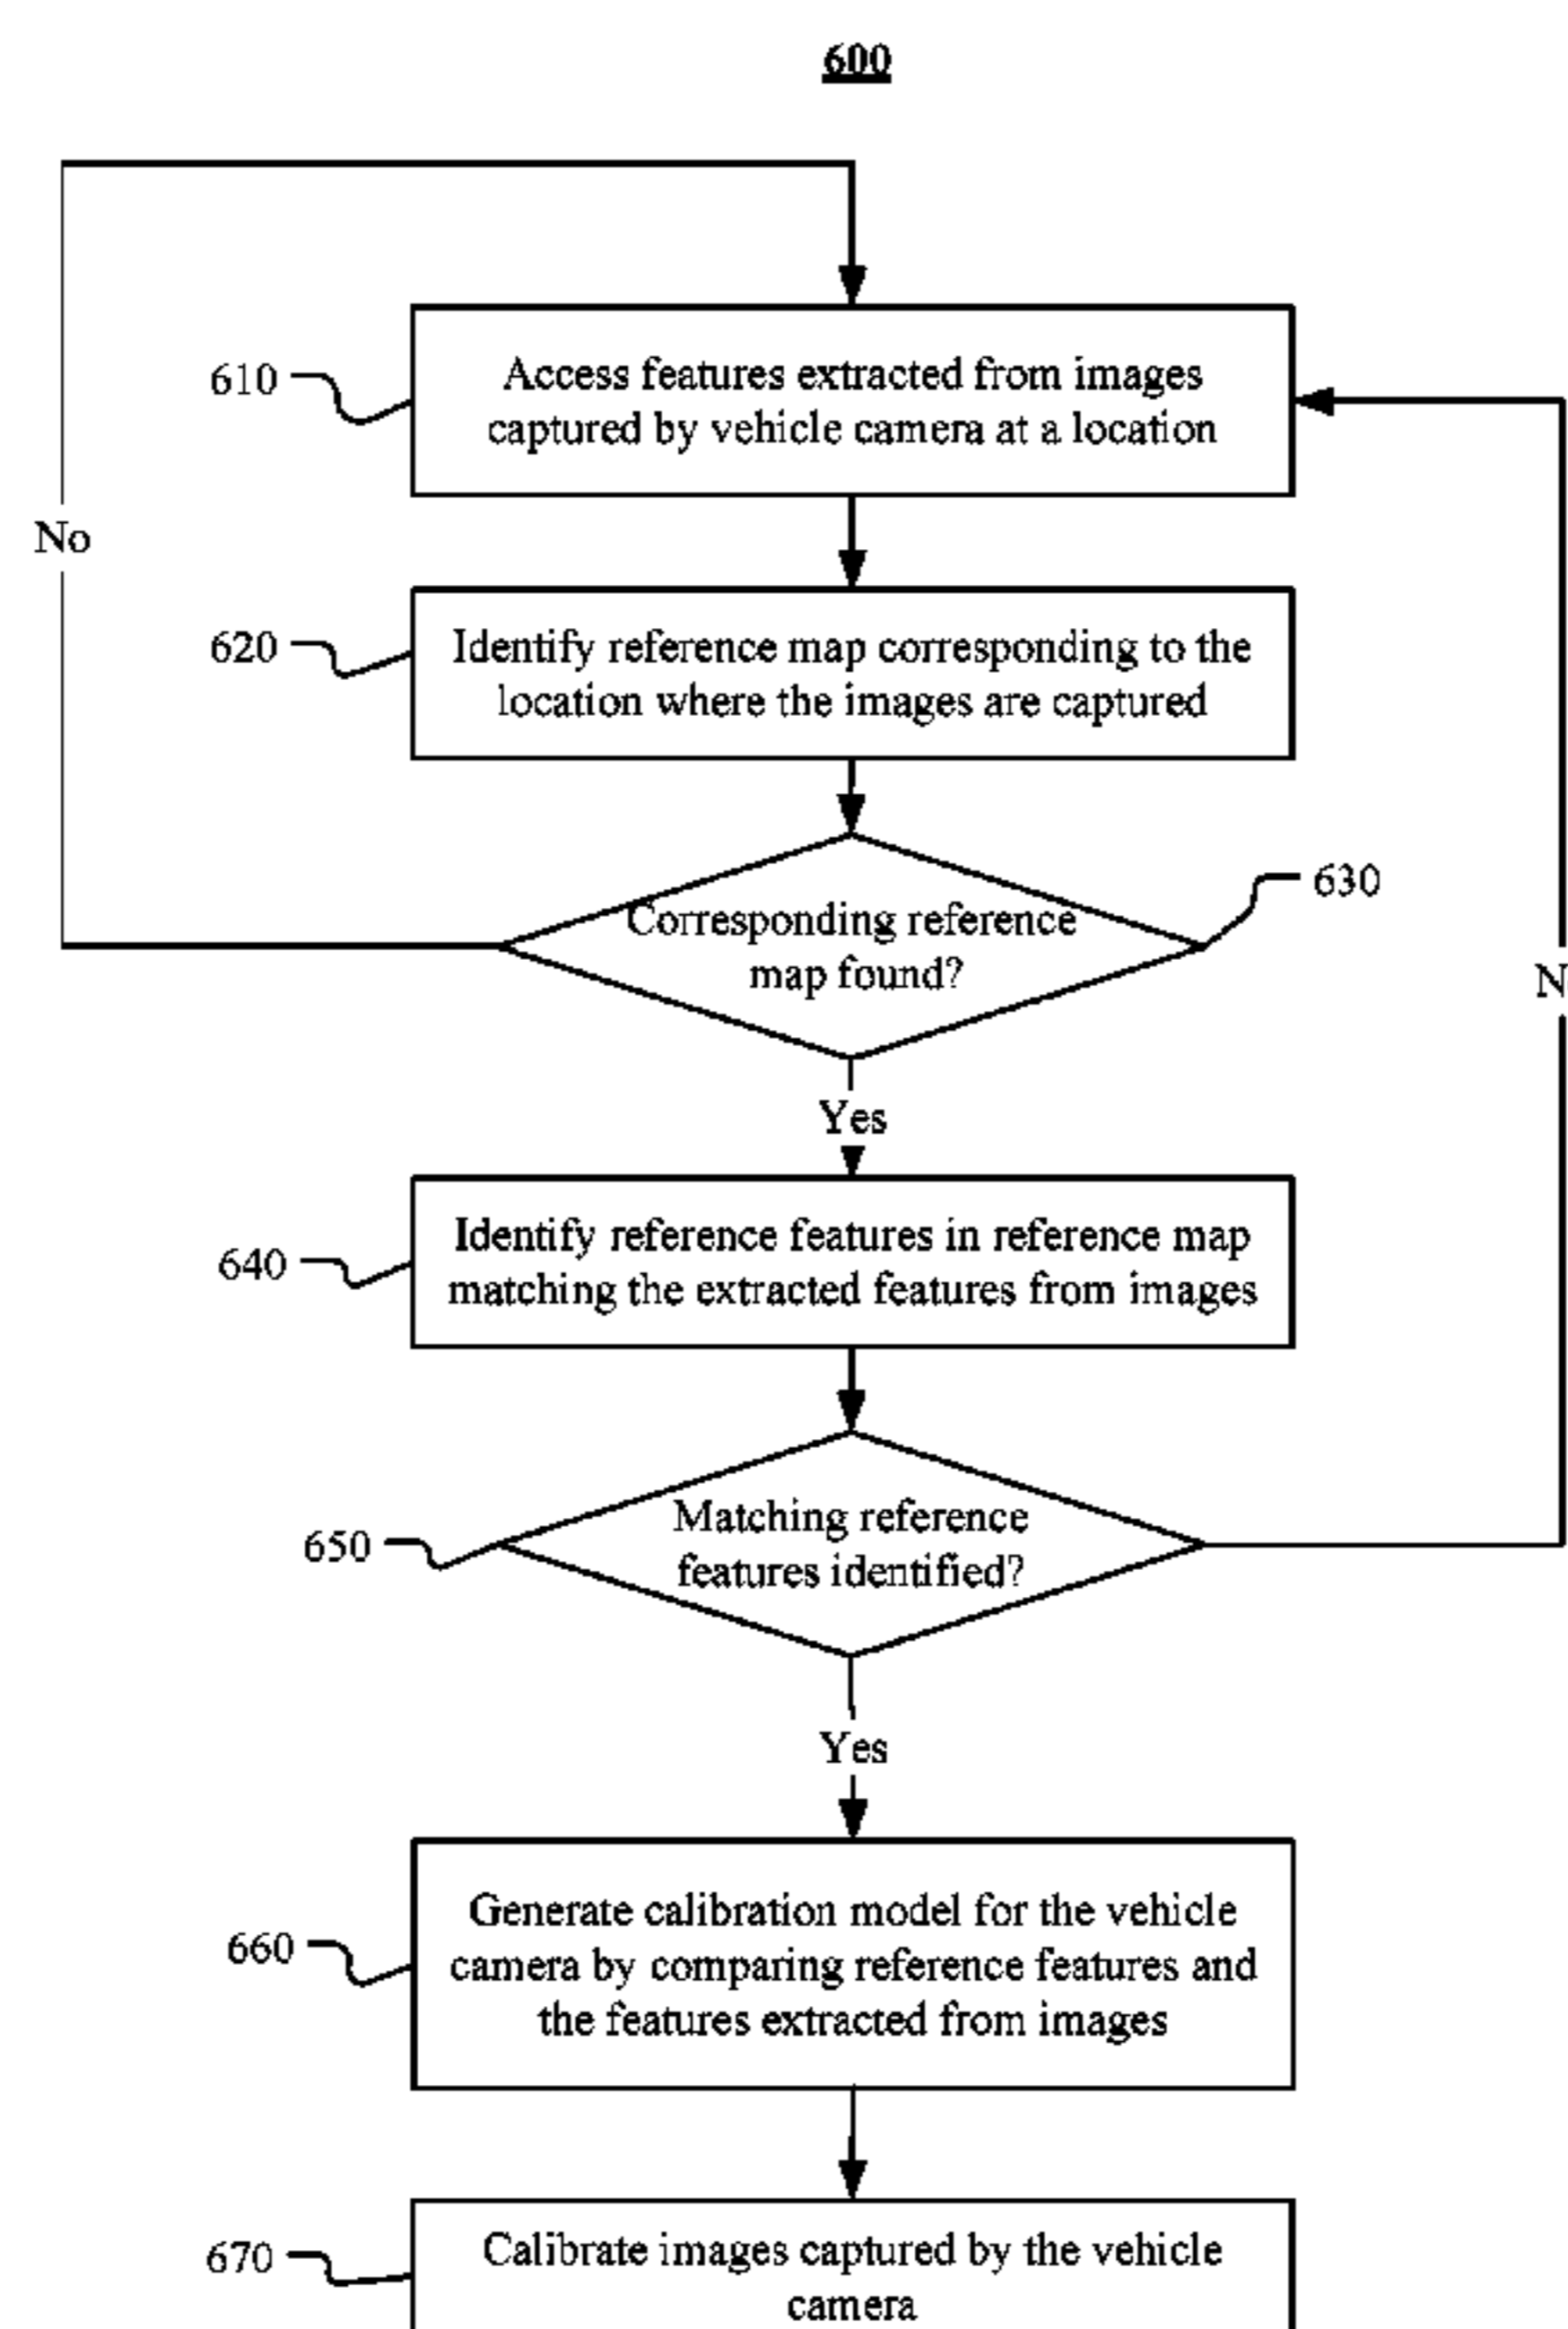 600
610
Access features extracted from images
captured by vehicle camera at a location
No
620
Identify reference map corresponding to the
location where the images are captured
630
Corresponding reference
map found?
N
Yes
640
Identify reference features in reference map
matching the extracted features from images
650
Matching reference
features identified?
Yes
660
Generate calibration model for the vehicle
camera by comparing reference features and
the features extracted from images
670
Calibrate images captured by the vehicle
camera